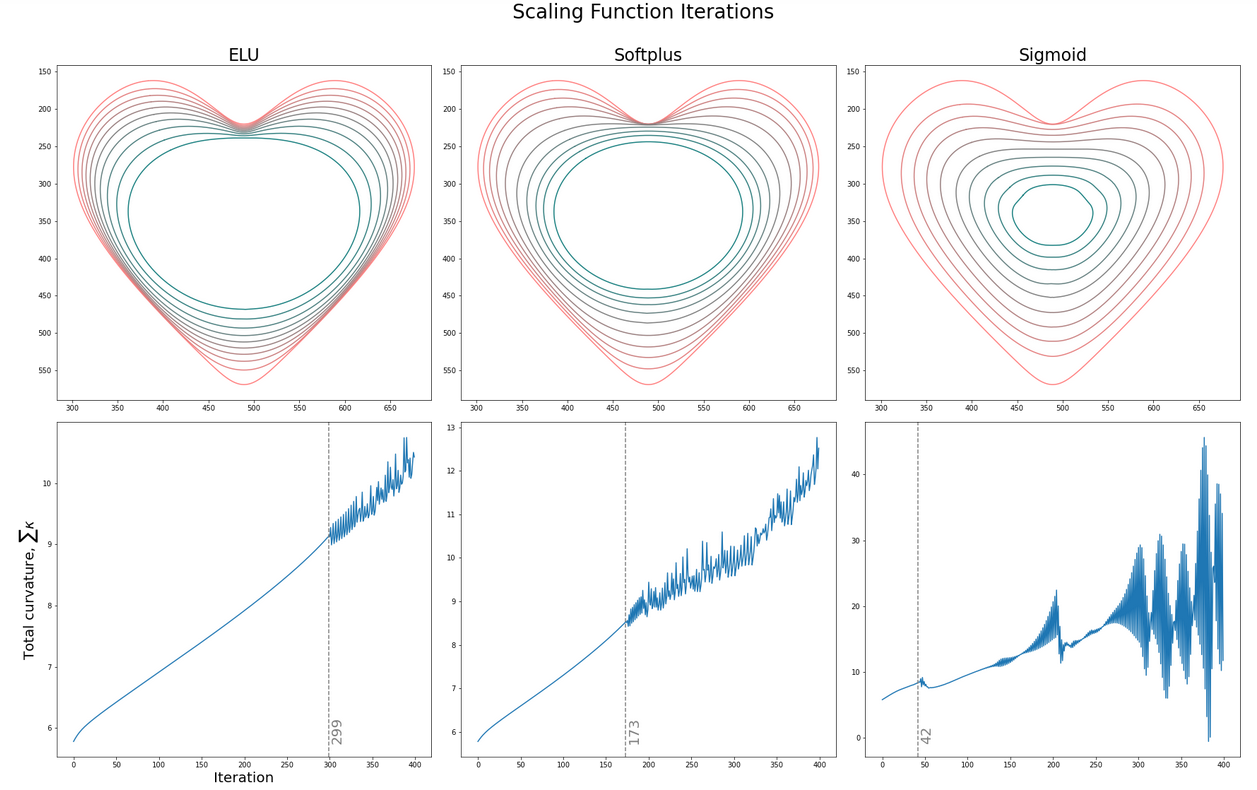 Scaling Function Iterations
ELU Softplus Sigmoid
150 150 150
200 200 200
250 250 250
300 300 300
350 350 350
400 400 400
450 450 450
500 500 500
550 550 550
300 350 400 450 500 550 600 650 300 350 400 450 500 550 600 650 300 350 400 450 500 550 600 650
Total curvature, ∑κ
10
9
8
7
6
299
0 50 100 150 200 250 300 350 400
Iteration
13
12
11
10
9
8
7
6
173
0 50 100 150 200 250 300 350 400
40
30
20
10
0
42
0 50 100 150 200 250 300 350 400